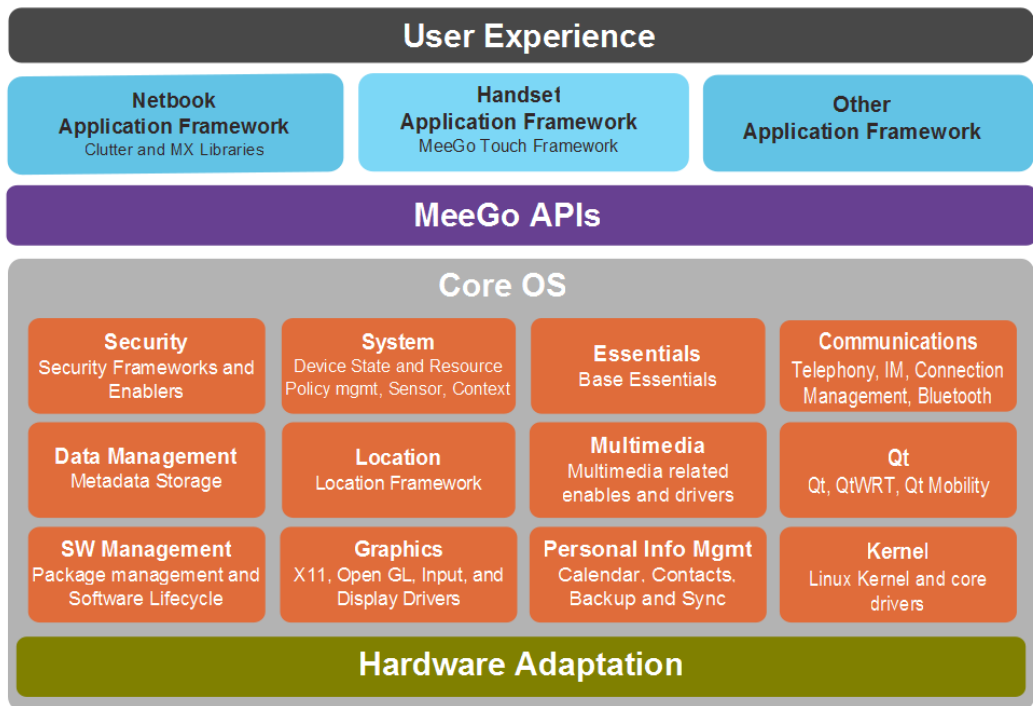 User Experience
Netbook
Application Framework
Clutter and MX Libraries
Handset
Application Framework
MeeGo Touch Framework
Other
Application Framework
MeeGo APIs
Core OS
Security
Security Frameworks and
Enablers
System
Device State and Resource
Policy mgmt, Sensor, Context
Essentials
Base Essentials
Communications
Telephony, IM, Connection
Management, Bluetooth
Data Management
Metadata Storage
Location
Location Framework
Multimedia
Multimedia related
enables and drivers
Qt
Qt, QtWRT, Qt Mobility
SW Management
Package management and
Software Lifecycle
Graphics
X11, Open GL, Input, and
Display Drivers
Personal Info Mgmt
Calendar, Contacts,
Backup and Sync
Kernel
Linux Kernel and core
drivers
Hardware Adaptation